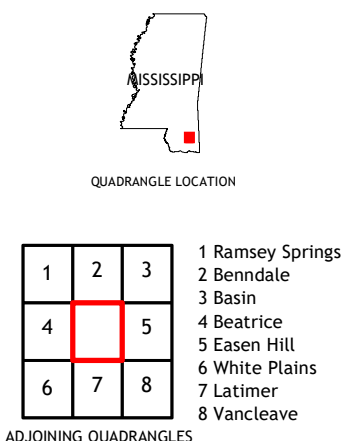 MISSISSIPPI
QUADRANGLE LOCATION
1 2 3
4 5
6 7 8
1 Ramsey Springs
2 Benndale
3 Basin
4 Beatrice
5 Easen Hill
6 White Plains
7 Latimer
8 Vancleave
ADJOINING QUADRANGLES